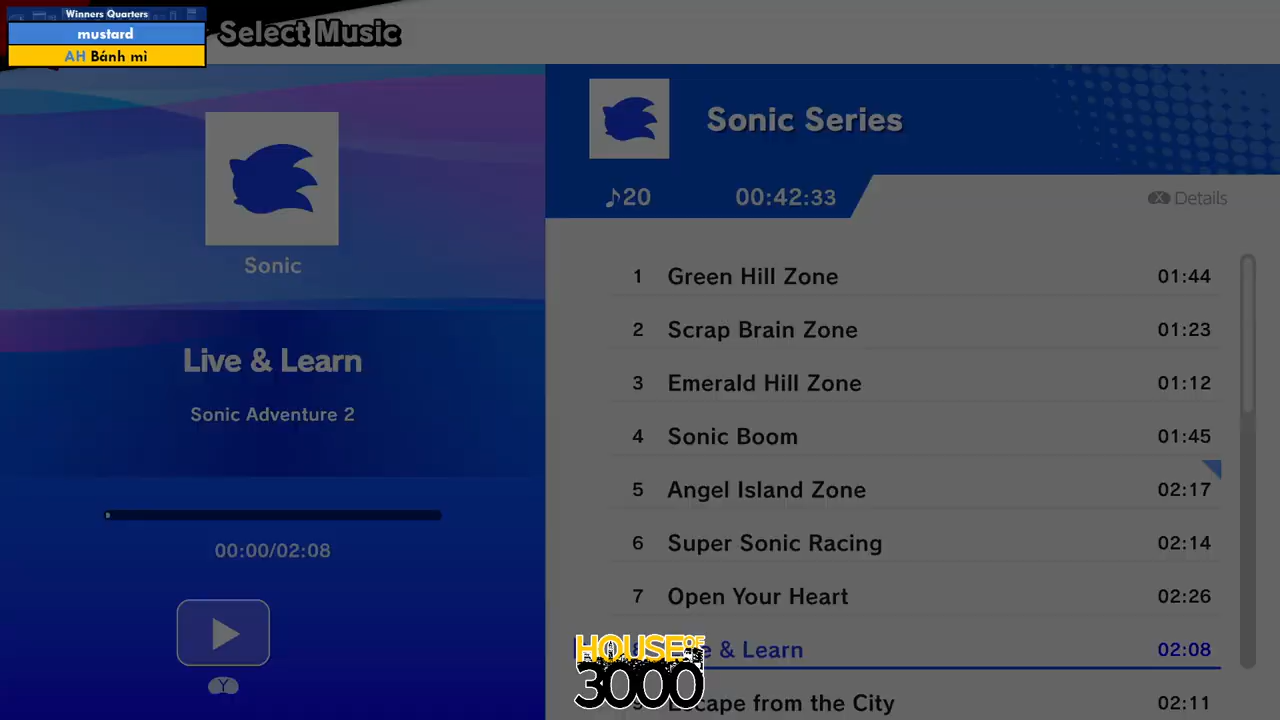 Winners Quarters
mustard
AH Bánh mì
Select Music
Sonic
Live & Learn
Sonic Adventure 2
00:00/02:08
Y
Sonic Series
♪20 00:42:33
X Details
1 Green Hill Zone 01:44
2 Scrap Brain Zone 01:23
3 Emerald Hill Zone 01:12
4 Sonic Boom 01:45
5 Angel Island Zone 02:17
6 Super Sonic Racing 02:14
7 Open Your Heart 02:26
8 & Learn 02:08
9 Escape from the City 02:11
HOUSE OF
3000